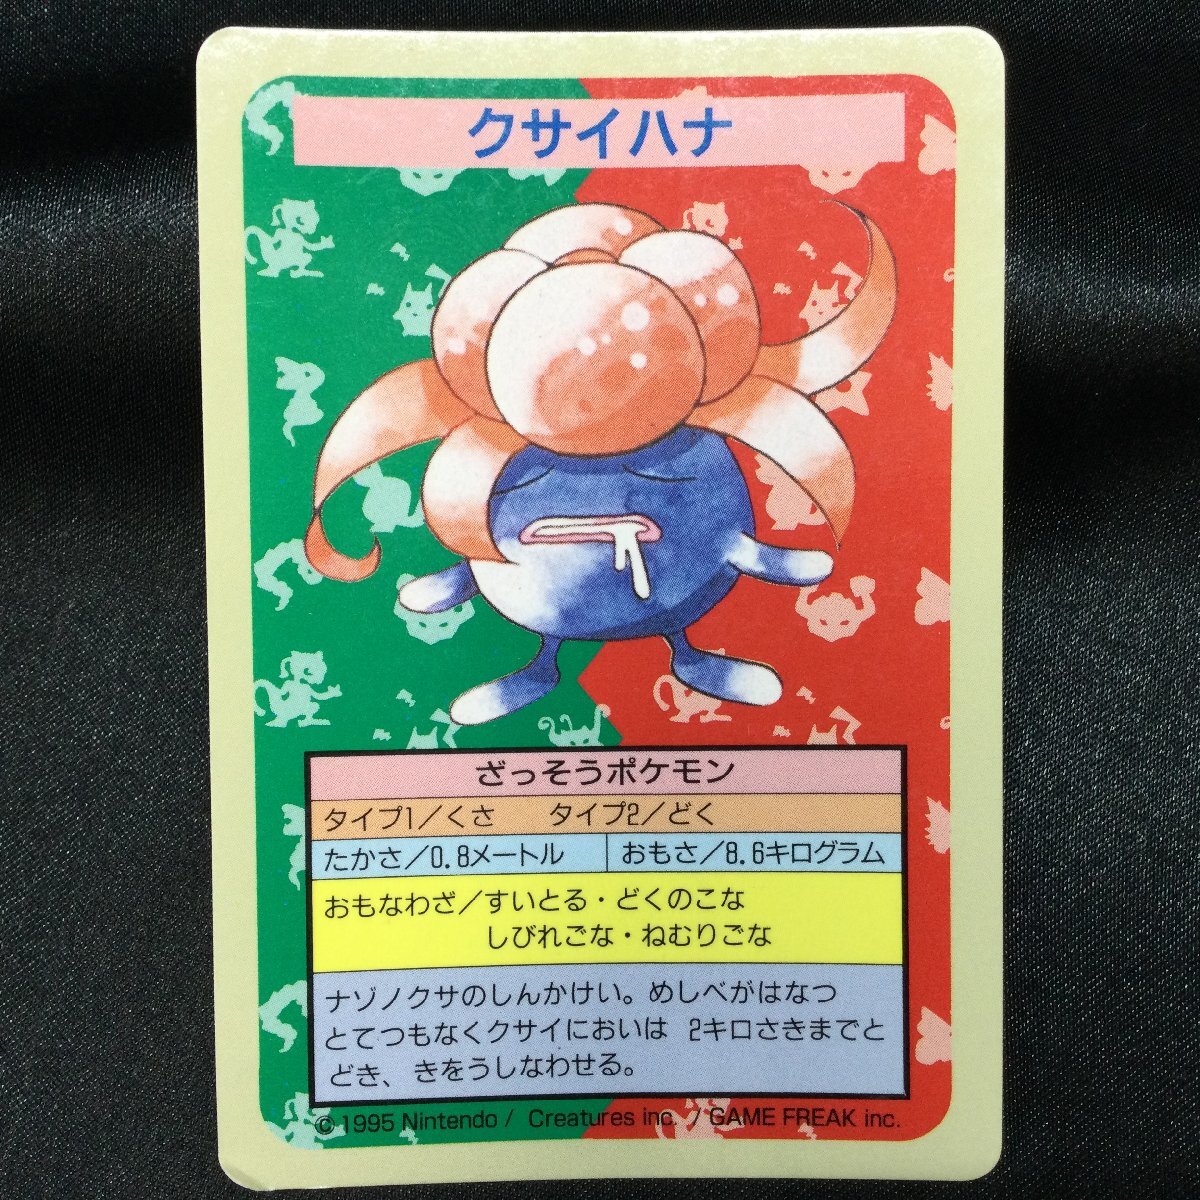 クサイハナ
ざっそうポケモン
タイプ1／くさ　タイプ2／どく
たかさ／0.8メートル　おもさ／8.6キログラム
おもなわざ／すいとる・どくのこな
しびれごな・ねむりごな
ナゾノクサのしんかけい。めしべがはなつ
とてつもなくクサイにおいは 2キロさきまでと
どき、きをうしなわせる。
©1995 Nintendo / Creatures inc. / GAME FREAK inc.